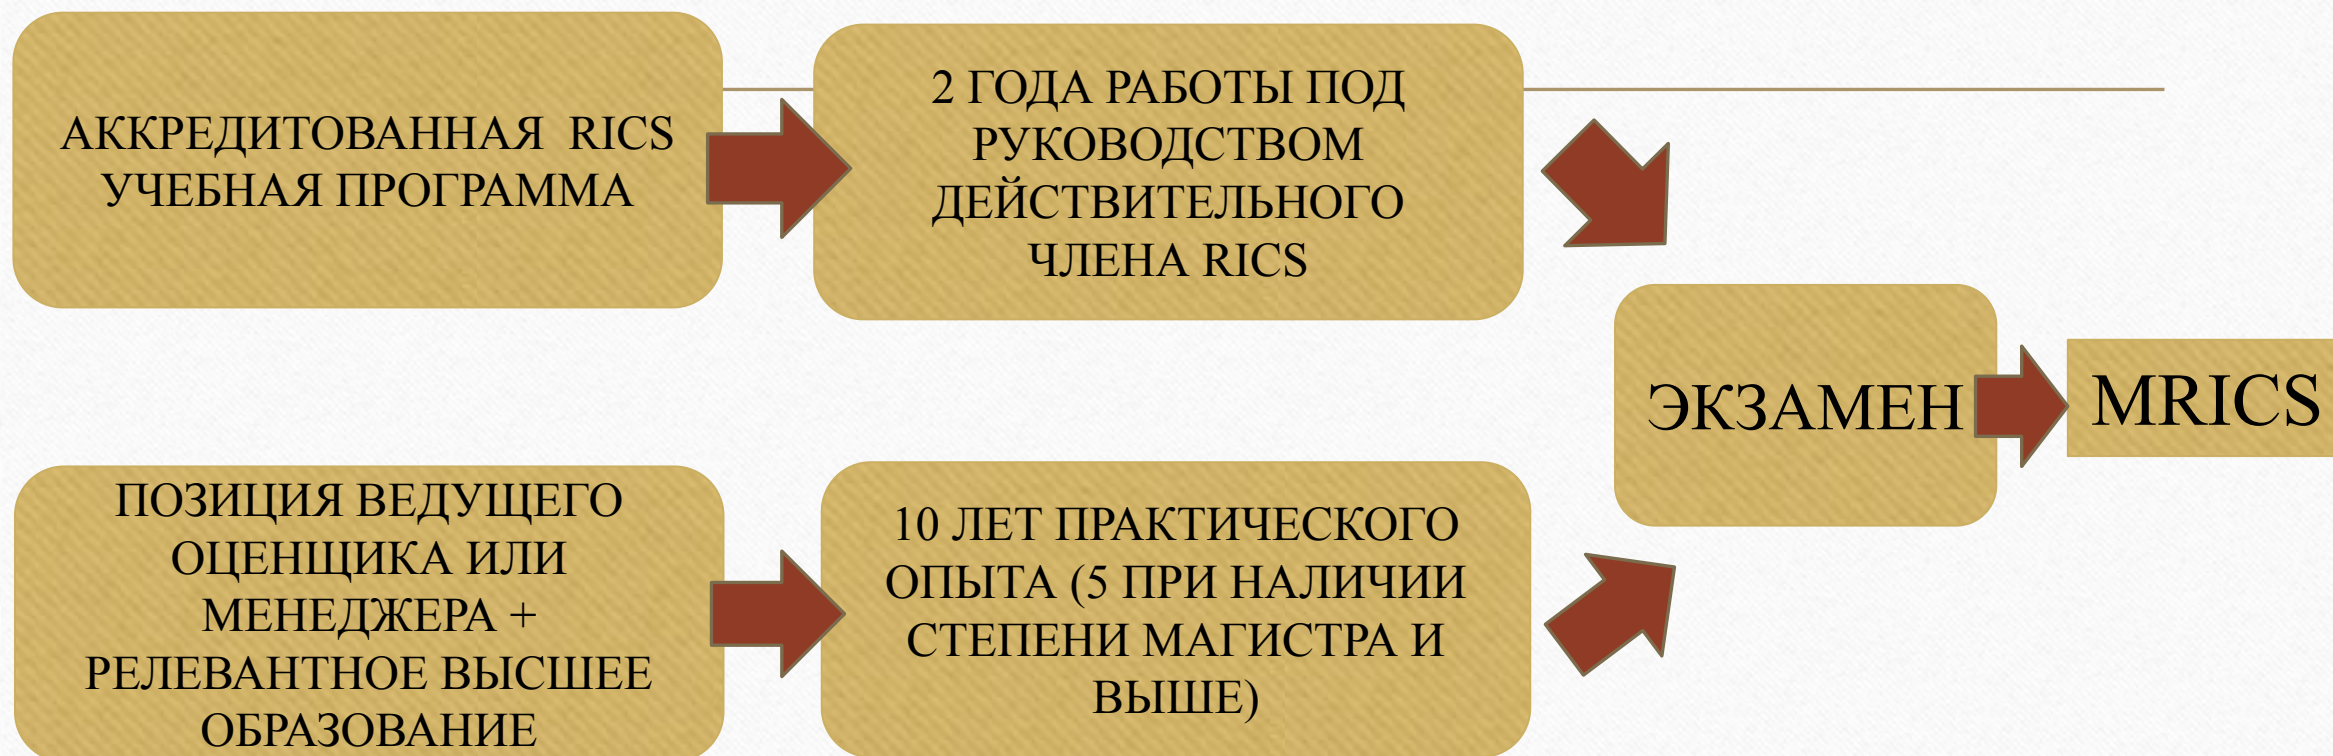 АККРЕДИТОВАННАЯ RICS
УЧЕБНАЯ ПРОГРАММА
2 ГОДА РАБОТЫ ПОД
РУКОВОДСТВОМ
ДЕЙСТВИТЕЛЬНОГО
ЧЛЕНА RICS
ПОЗИЦИЯ ВЕДУЩЕГО
ОЦЕНЩИКА ИЛИ
МЕНЕДЖЕРА +
РЕЛЕВАНТНОЕ ВЫСШЕЕ
ОБРАЗОВАНИЕ
10 ЛЕТ ПРАКТИЧЕСКОГО
ОПЫТА (5 ПРИ НАЛИЧИИ
СТЕПЕНИ МАГИСТРА И
ВЫШЕ)
ЭКЗАМЕН
MRICS